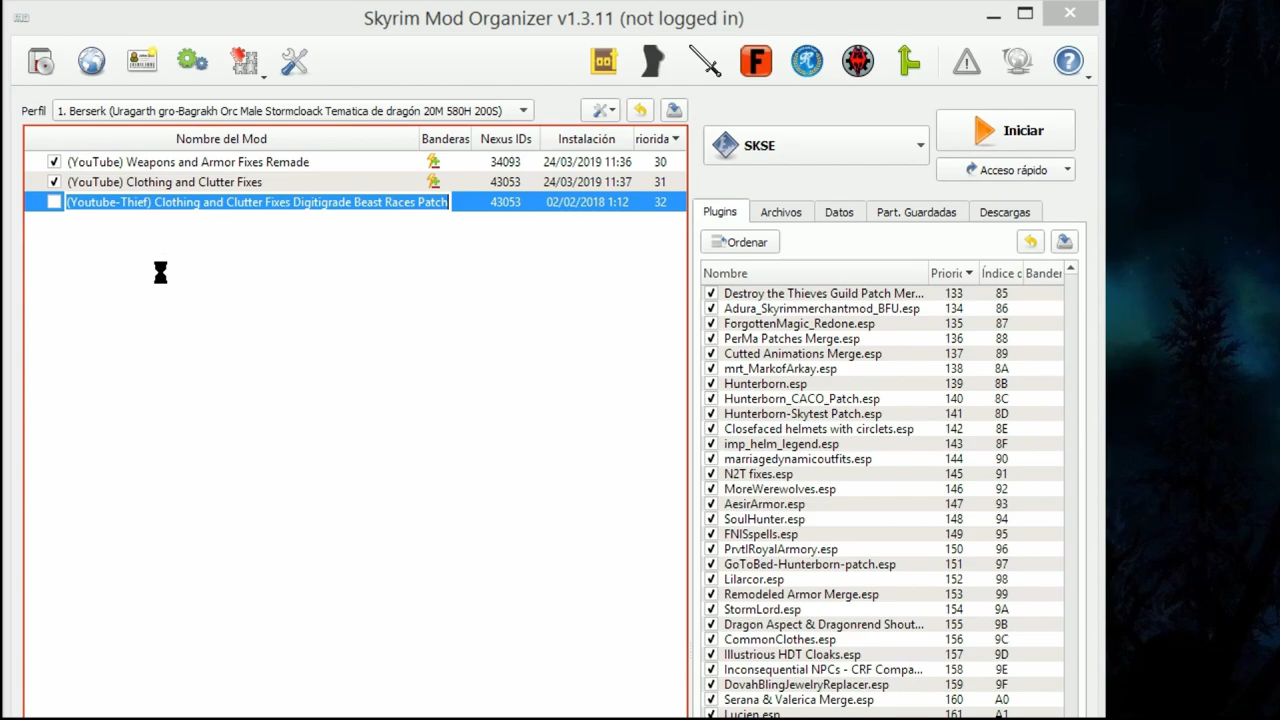 Skyrim Mod Organizer v1.3.11 (not logged in)
Perfil 1. Berserk (Uragarth gro-Bagrakh Orc Male Stormcloack Tematica de dragón 20M 580H 200S)
Nombre del Mod Banderas Nexus IDs Instalación riorida
(YouTube) Weapons and Armor Fixes Remade 34093 24/03/2019 11:36 30
(YouTube) Clothing and Clutter Fixes 43053 24/03/2019 11:37 31
(Youtube-Thief) Clothing and Clutter Fixes Digitigrade Beast Races Patch 43053 02/02/2018 1:12 32
SKSE
Iniciar
Acceso rápido
Plugins Archivos Datos Part. Guardadas Descargas
Ordenar
Nombre Prioric Índice c Bander
Destroy the Thieves Guild Patch Mer... 133 85
Adura_Skyrimmerchantmod_BFU.esp 134 86
ForgottenMagic_Redone.esp 135 87
PerMa Patches Merge.esp 136 88
Cutted Animations Merge.esp 137 89
mrt_MarkofArkay.esp 138 8A
Hunterborn.esp 139 8B
Hunterborn_CACO_Patch.esp 140 8C
Hunterborn-Skytest Patch.esp 141 8D
Closefaced helmets with circlets.esp 142 8E
imp_helm_legend.esp 143 8F
marriagedynamicoutfits.esp 144 90
N2T fixes.esp 145 91
MoreWerewolves.esp 146 92
AesirArmor.esp 147 93
SoulHunter.esp 148 94
FNISspells.esp 149 95
PrvtIRoyalArmory.esp 150 96
GoToBed-Hunterborn-patch.esp 151 97
Lilarcor.esp 152 98
Remodeled Armor Merge.esp 153 99
StormLord.esp 154 9A
Dragon Aspect & Dragonrend Shout... 155 9B
CommonClothes.esp 156 9C
Illustrious HDT Cloaks.esp 157 9D
Inconsequential NPCs - CRF Compa... 158 9E
DovahBlingJewelryReplacer.esp 159 9F
Serana & Valerica Merge.esp 160 A0
Lucien.esp 161 A1